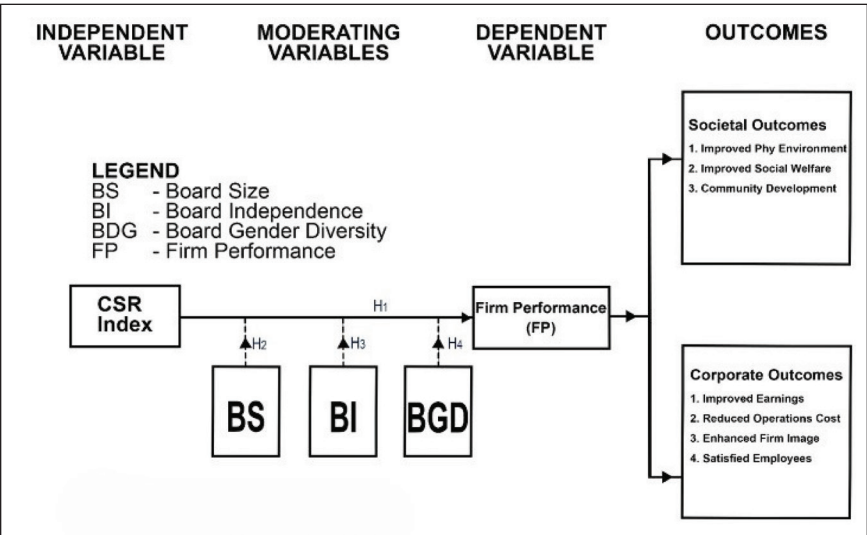 INDEPENDENT
VARIABLE
MODERATING
VARIABLES
DEPENDENT
VARIABLE
OUTCOMES
LEGEND
BS - Board Size
BI - Board Independence
BDG - Board Gender Diversity
FP - Firm Performance
CSR
Index
H1
H2
H3
H4
BS
BI
BGD
Firm Performance
(FP)
Societal Outcomes
1. Improved Phy Environment
2. Improved Social Welfare
3. Community Development
Corporate Outcomes
1. Improved Earnings
2. Reduced Operations Cost
3. Enhanced Firm Image
4. Satisfied Employees